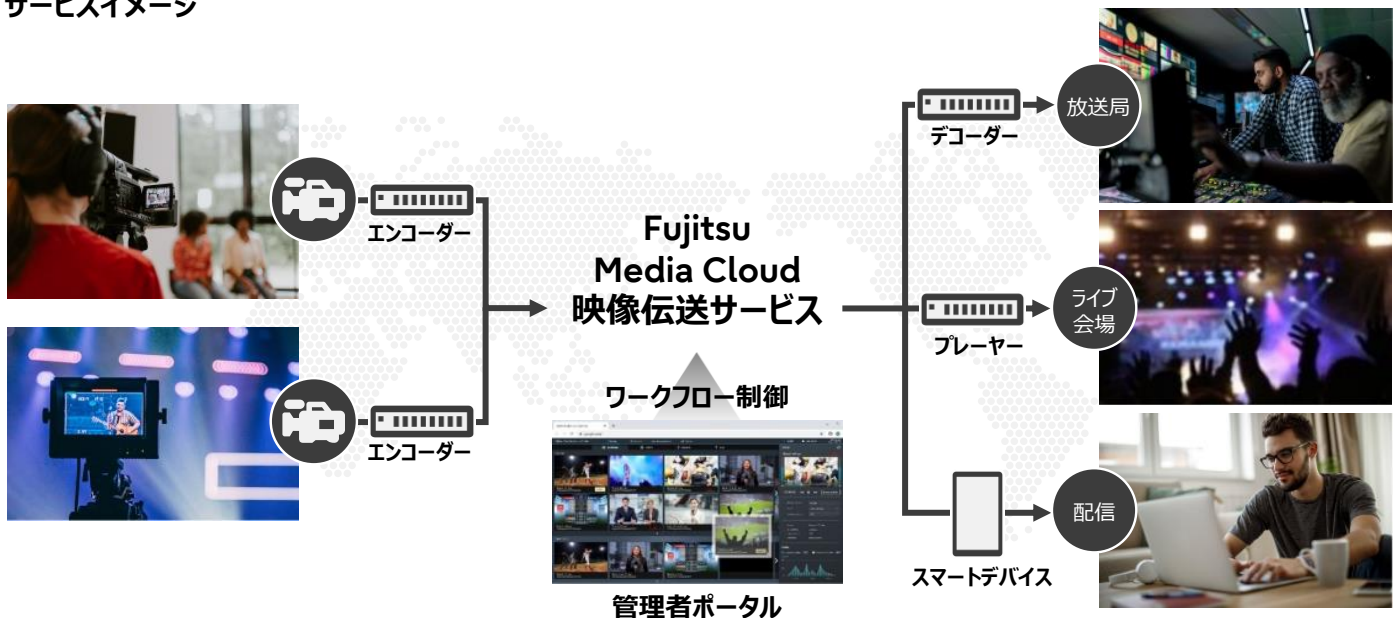 サービスイメージ
エンコーダー
エンコーダー
Fujitsu
Media Cloud
映像伝送サービス
ワークフロー制御
管理者ポータル
デコーダー
放送局
プレーヤー
ライブ
会場
スマートデバイス
配信